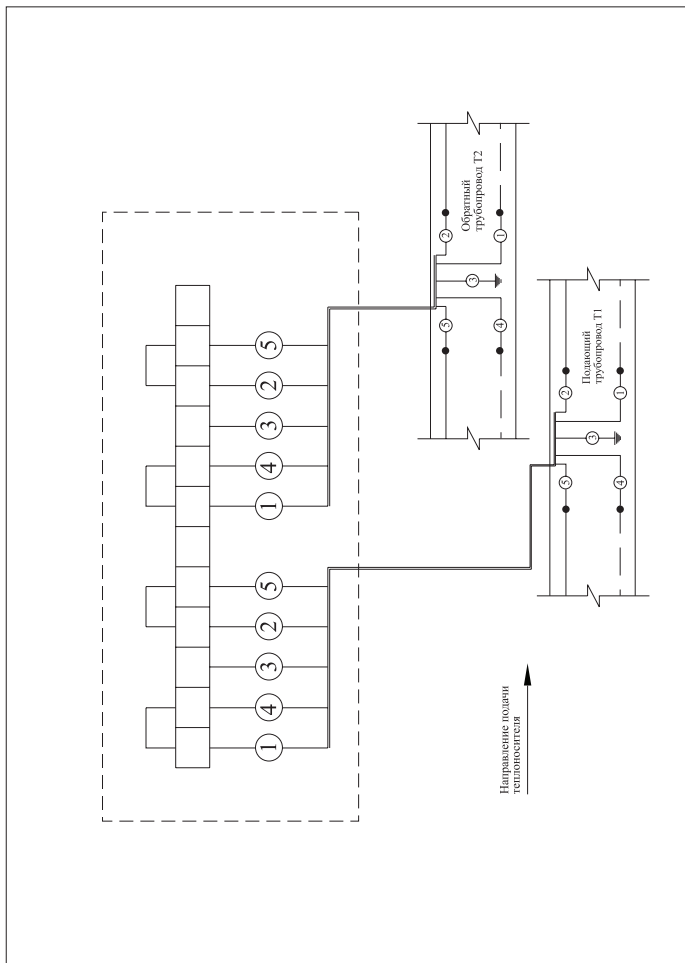 1 4 3 2 5 1 4 3 2 5
5 2
3
Обратный
трубопровод Т2
4 1
Направление подачи
теплоносителя
5 2
3
Подающий
трубопровод Т1
4 1